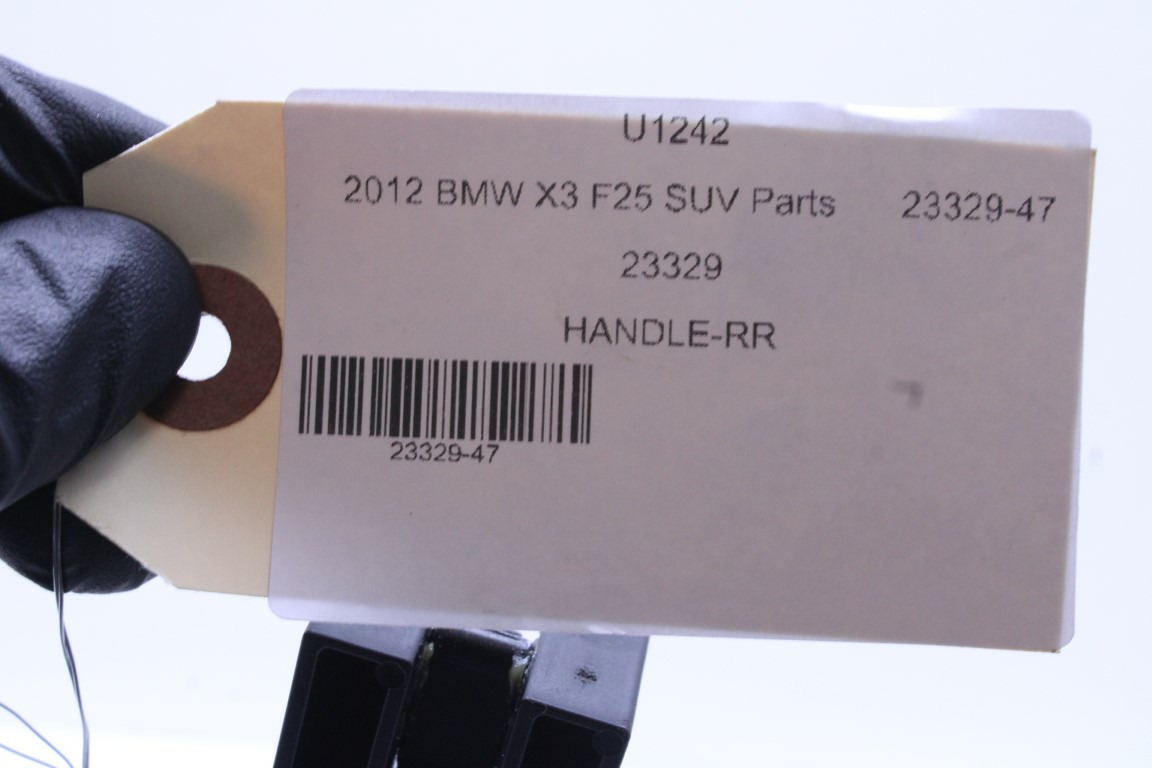 U1242
2012 BMW X3 F25 SUV Parts 23329-47
23329
HANDLE-RR
23329-47